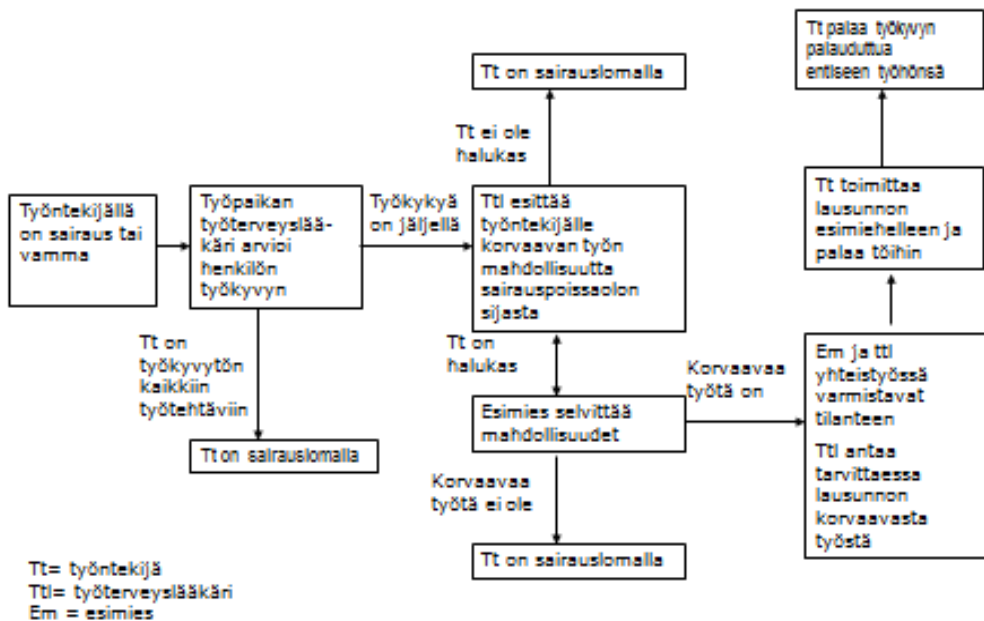 Työntekijällä
on sairaus tai
vamma
Työpaikan
työterveyslää-
käri arvioi
henkilön
työkyvyn
Tt on
työkyvytön
kaikkiin
työtehtäviin
Tt on sairauslomalla
Työkykyä
on jäljellä
Ttl esittää
työntekijälle
korvaavan työn
mahdollisuutta
sairauspoissaolon
sijasta
Tt ei ole
halukas
Tt on sairauslomalla
Tt on
halukas
Esimies selvittää
mahdollisuudet
Korvaavaa
työtä ei ole
Tt on sairauslomalla
Korvaavaa
työtä on
Em ja ttl
yhteistyössä
varmistavat
tilanteen
Ttl antaa
tarvittaessa
lausunnon
korvaavasta
työstä
Tt toimittaa
lausunnon
esimiehelleen ja
palaa töihin
Tt palaa työkyvyn
palauduttua
entiseen työhönsä
Tt= työntekijä
Ttl= työterveyslääkäri
Em = esimies